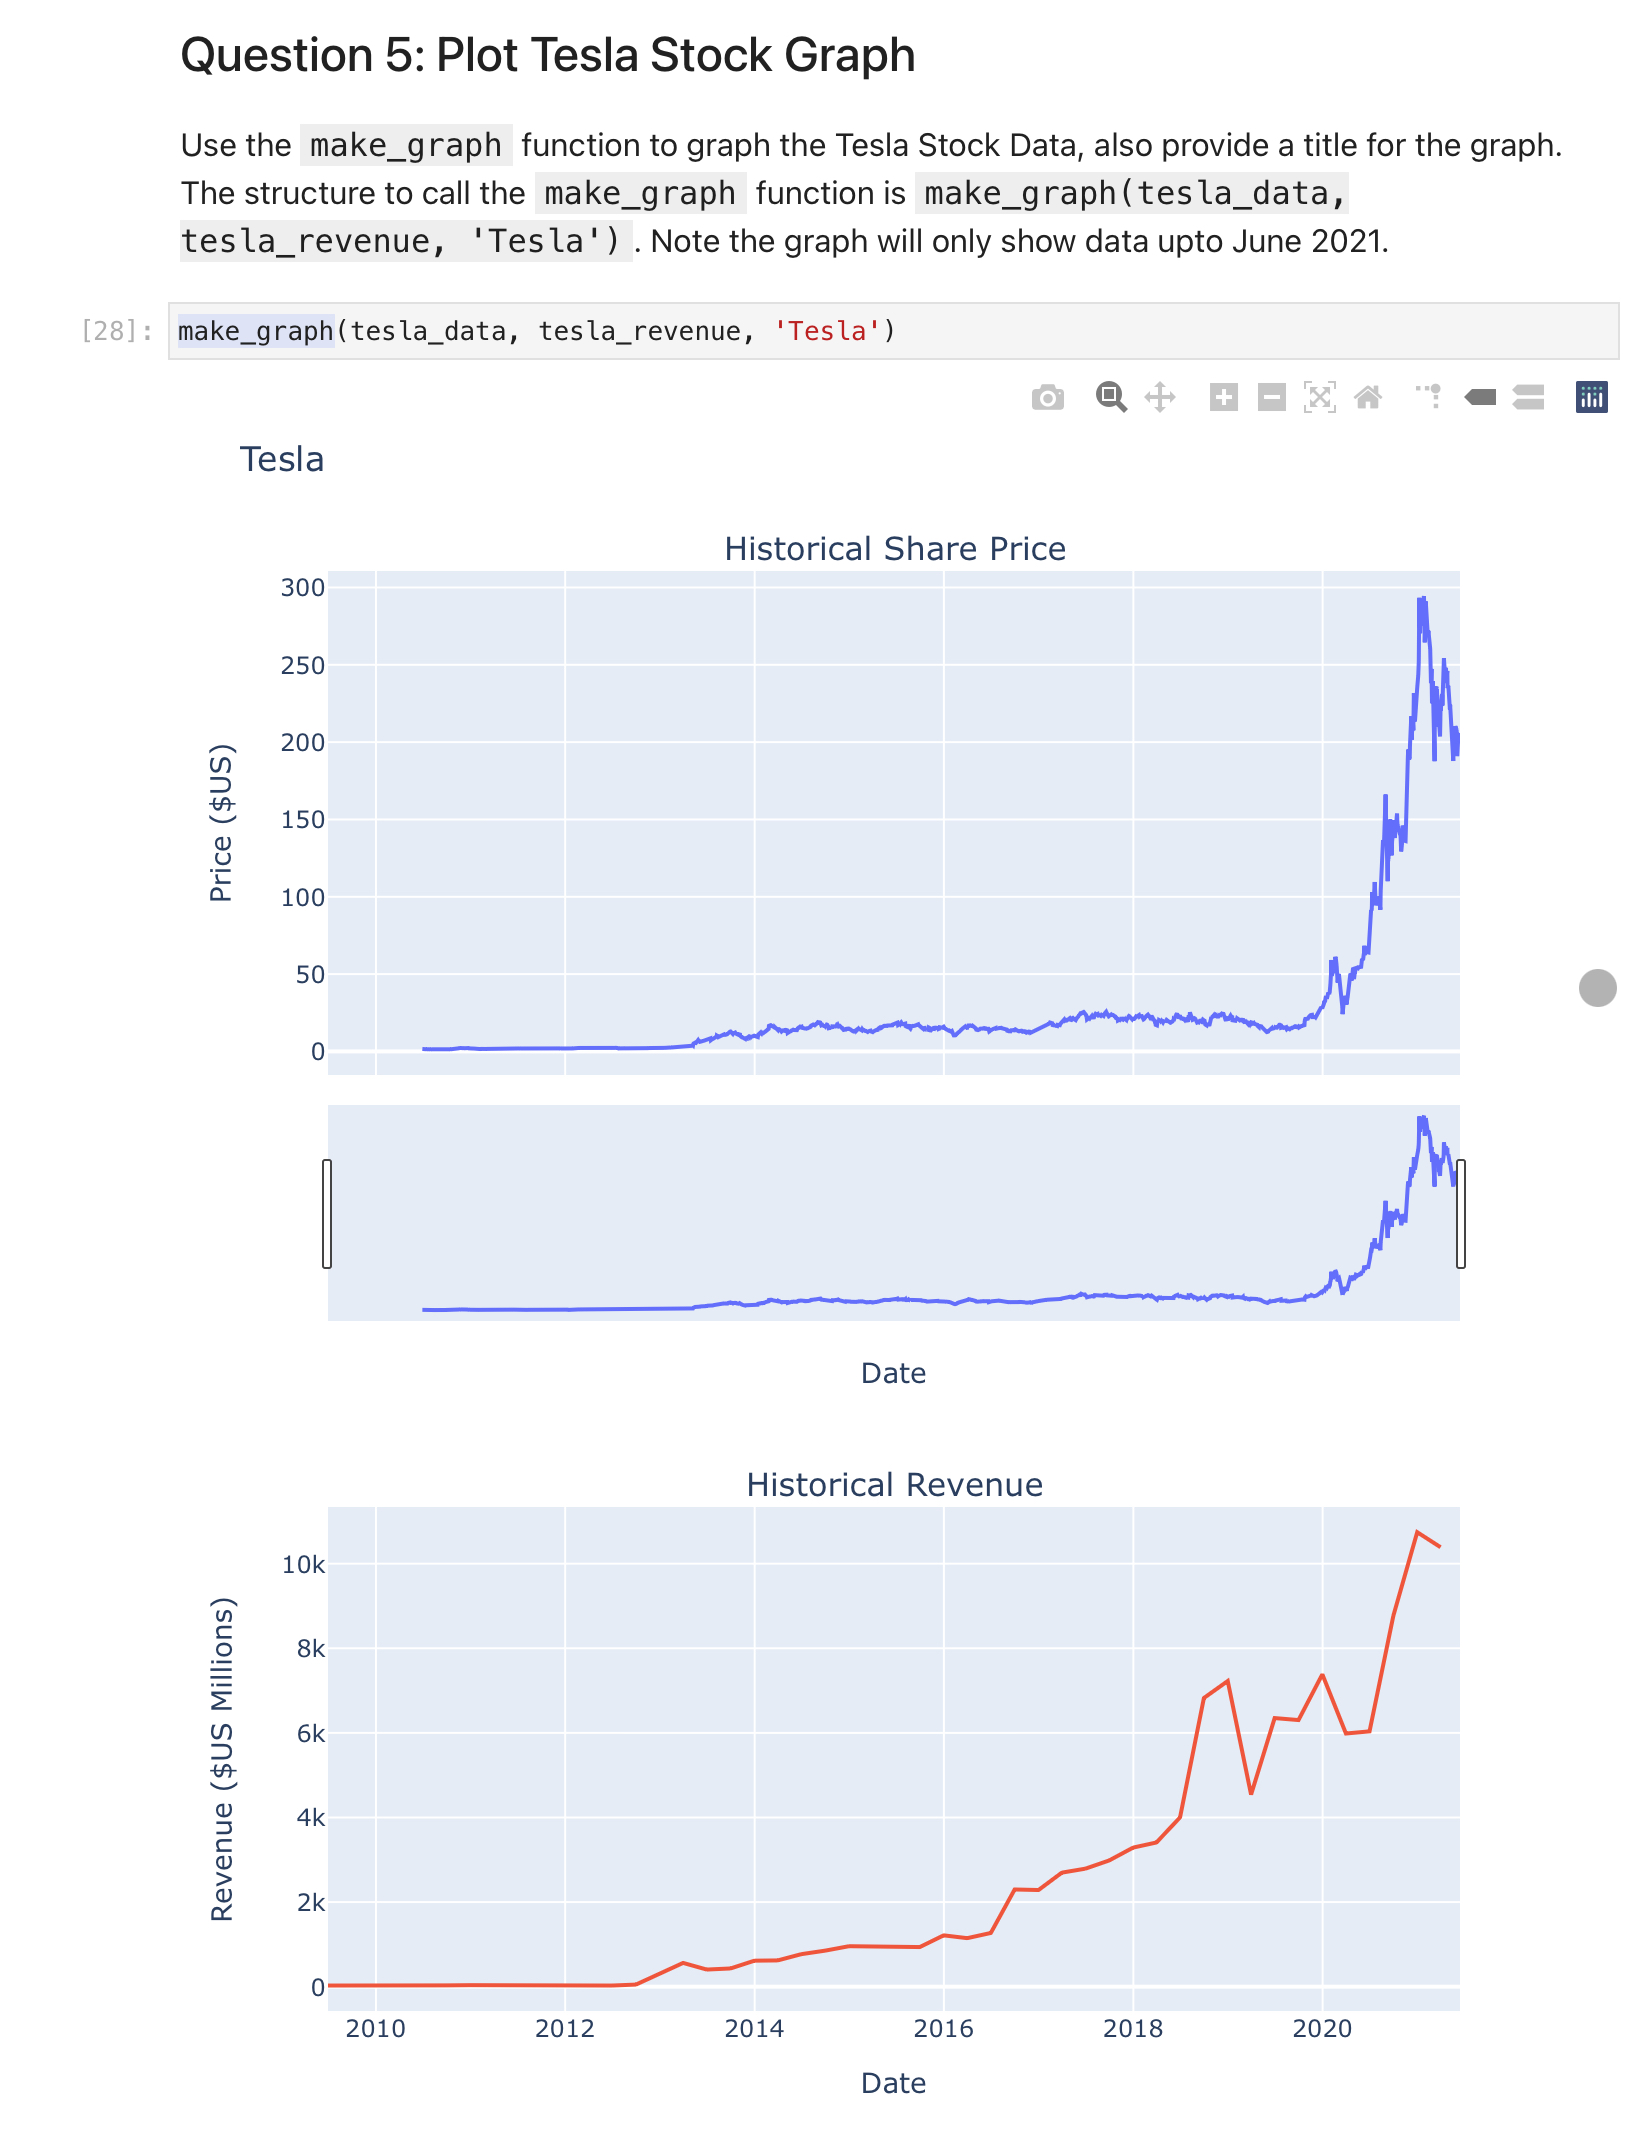 Question 5: Plot Tesla Stock Graph
Use the make_graph function to graph the Tesla Stock Data, also provide a title for the graph.
The structure to call the make_graph function is make_graph(tesla_data,
tesla_revenue, 'Tesla') . Note the graph will only show data upto June 2021.
[28]: make_graph(tesla_data, tesla_revenue, 'Tesla')
Tesla
Historical Share Price
300
250
200
150
100
50
0
Price ($US)
Date
Historical Revenue
10k
8k
6k
4k
2k
0
Revenue ($US Millions)
2010 2012 2014 2016 2018 2020
Date